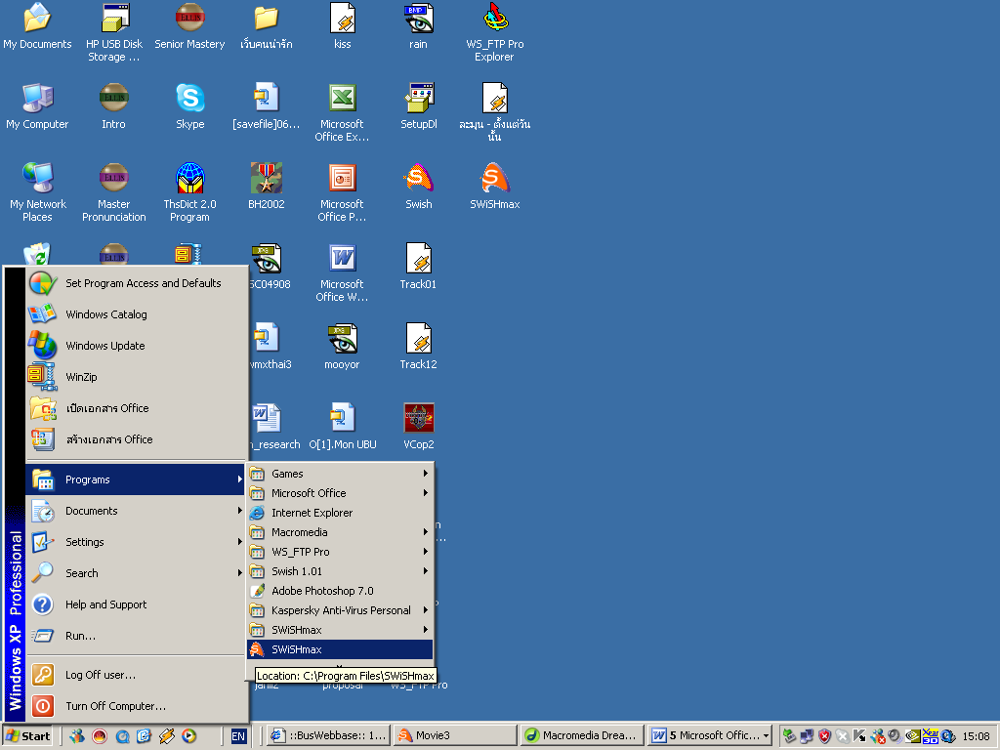 My Documents
HP USB Disk
Storage ...
Senior Mastery
เว็บคนน่ารัก
kiss
rain
WS_FTP Pro
Explorer
My Computer
Intro
Skype
[savefile]06...
Microsoft
Office Ex...
SetupDl
ละมุน - ตั้งแต่วัน
นั้น
My Network
Places
Master
Pronunciation
ThsDict 2.0
Program
BH2002
Microsoft
Office P...
Swish
SWiSHmax
SC04908
Microsoft
Office W...
Track01
wmxthai3
mooyor
Track12
n_research
O[1].Mon UBU
VCop2
Set Program Access and Defaults
Windows Catalog
Windows Update
WinZip
เปิดเอกสาร Office
สร้างเอกสาร Office
Programs
Documents
Settings
Search
Help and Support
Run...
Log Off user...
Turn Off Computer...
Windows XP Professional
Games
Microsoft Office
Internet Explorer
Macromedia
WS_FTP Pro
Swish 1.01
Adobe Photoshop 7.0
Kaspersky Anti-Virus Personal
SWiSHmax
SWiSHmax
Location: C:\Program Files\SWiSHmax
proposal
WS_FTP Pro
Start
EN
::BusWebbase:: 1...
Movie3
Macromedia Drea...
5 Microsoft Offic...
15:08